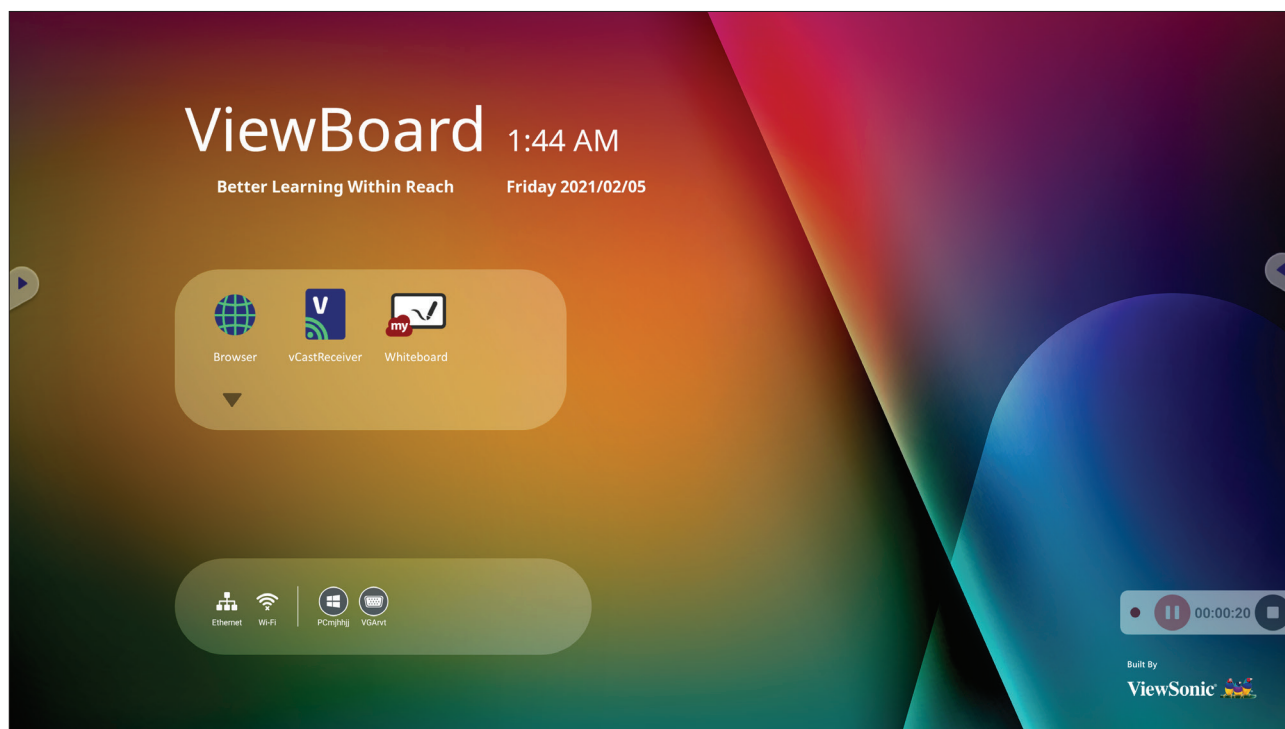 ViewBoard 1:44 AM
Better Learning Within Reach Friday 2021/02/05
V
my
Browser vCastReceiver Whiteboard
Ethernet Wi-Fi PCmjhhjj VGArvt
00:00:20
Built By
ViewSonic